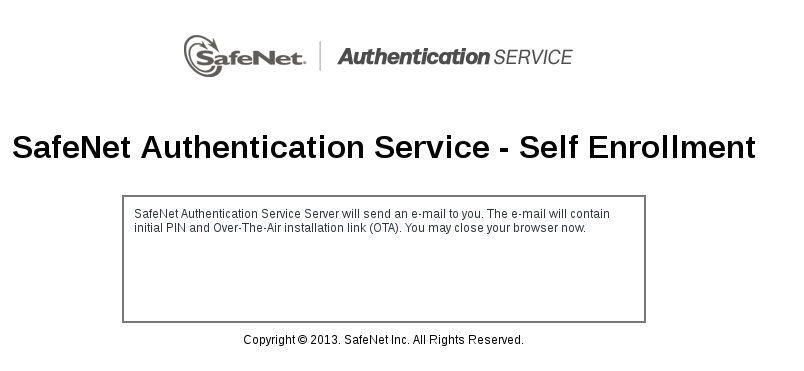 SafeNet. Authentication SERVICE
SafeNet Authentication Service - Self Enrollment
SafeNet Authentication Service Server will send an e-mail to you. The e-mail will contain
initial PIN and Over-The-Air installation link (OTA). You may close your browser now.
Copyright © 2013. SafeNet Inc. All Rights Reserved.